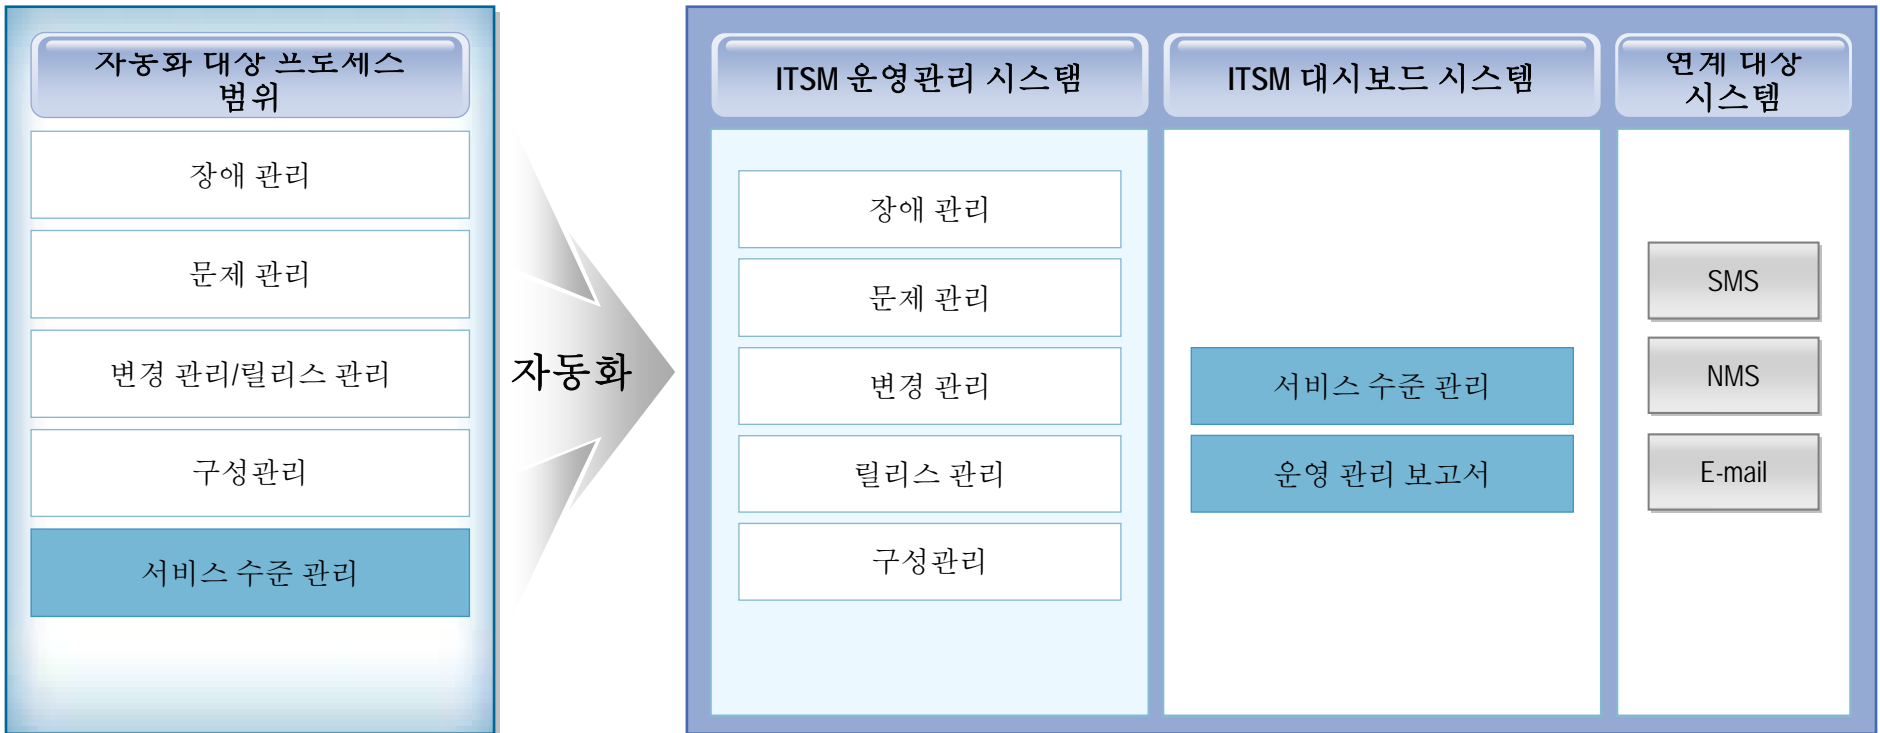 자동화 대상 프로세스
범위
장애 관리
문제 관리
변경 관리/릴리스 관리
구성관리
서비스 수준 관리
자동화
ITSM 운영관리 시스템
장애 관리
문제 관리
변경 관리
릴리스 관리
구성관리
ITSM 대시보드 시스템
서비스 수준 관리
운영 관리 보고서
연계 대상
시스템
SMS
NMS
E-mail